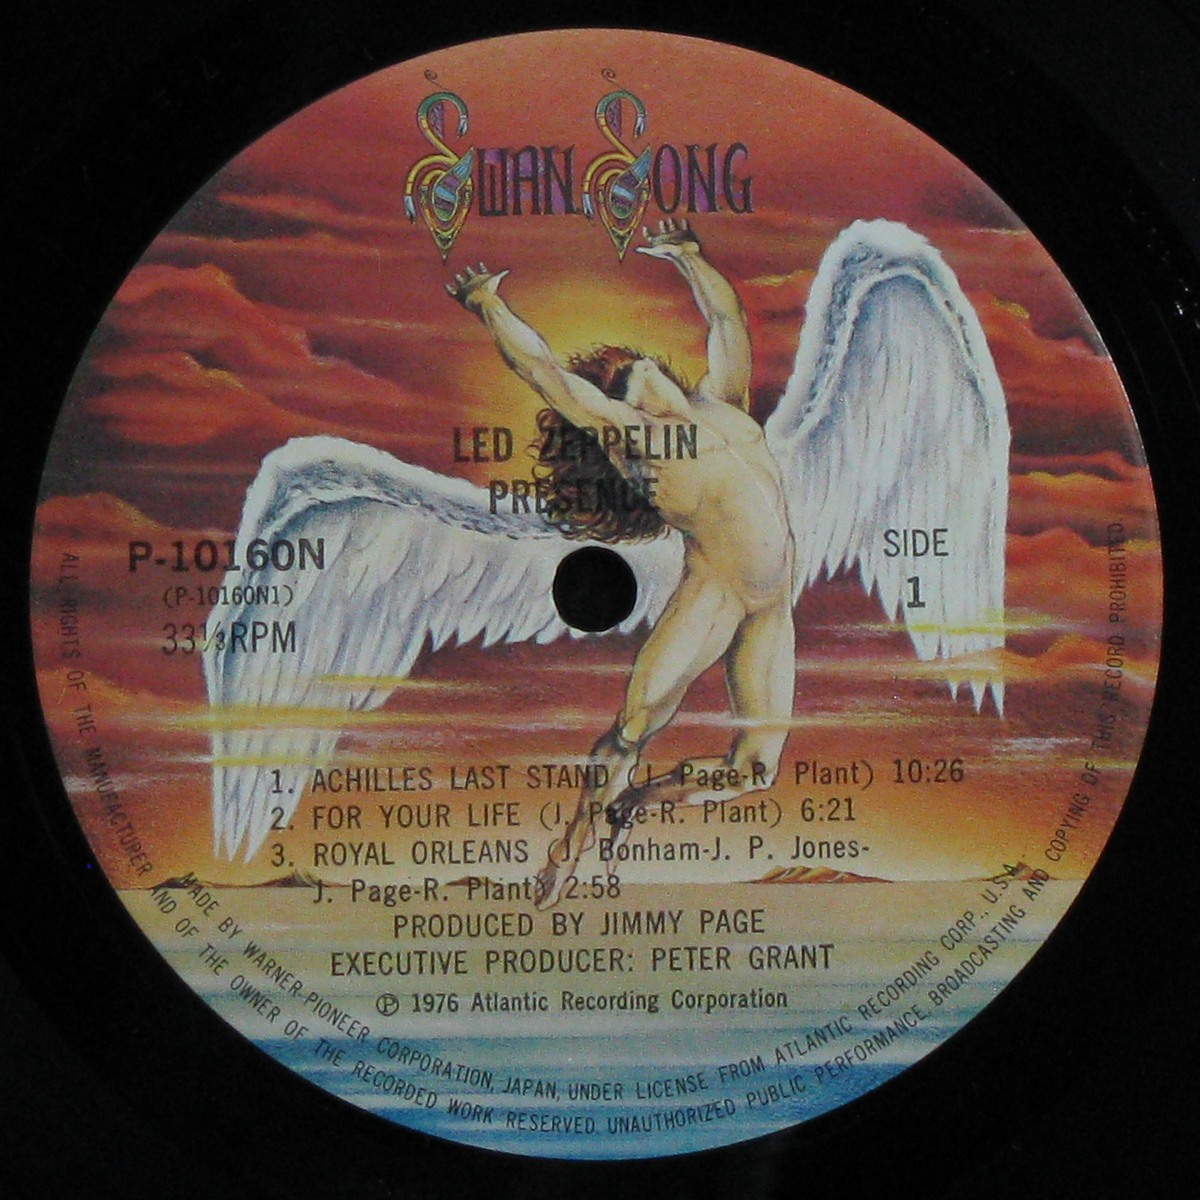 SWAN SONG
LED ZEPPELIN
PRESENCE
P-10160N
(P-10160N1)
33⅓RPM
SIDE
1
1. ACHILLES LAST STAND (J. Page-R. Plant) 10:26
2. FOR YOUR LIFE (J. Page-R. Plant) 6:21
3. ROYAL ORLEANS (J. Bonham-J. P. Jones-
J. Page-R. Plant) 2:58
PRODUCED BY JIMMY PAGE
EXECUTIVE PRODUCER: PETER GRANT
Ⓟ 1976 Atlantic Recording Corporation
MADE BY WARNER-PIONEER CORPORATION, JAPAN, UNDER LICENSE FROM ATLANTIC RECORDING CORP., U.S.A.
ALL RIGHTS OF THE MANUFACTURER AND OF THE OWNER OF THE RECORDED WORK RESERVED. UNAUTHORIZED PUBLIC PERFORMANCE, BROADCASTING AND COPYING OF THIS RECORD PROHIBITED.